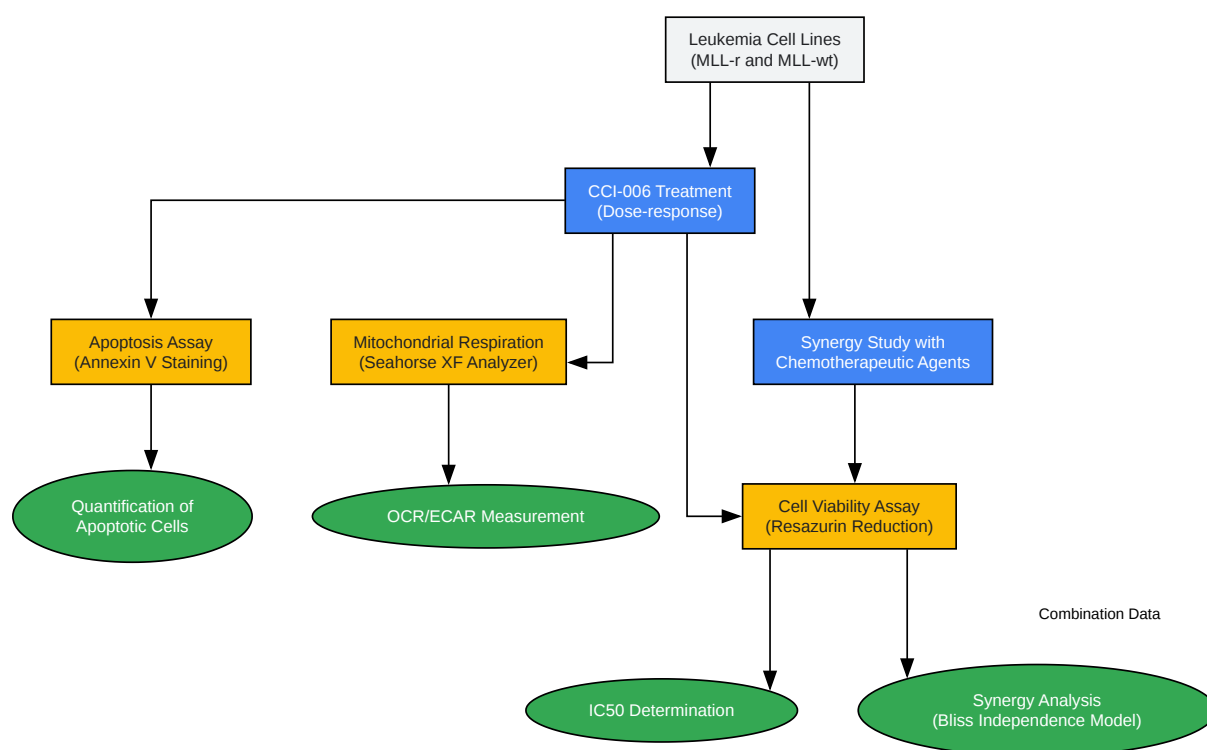 Leukemia Cell Lines
(MLL-r and MLL-wt)
CCI-006 Treatment
(Dose-response)
Apoptosis Assay
(Annexin V Staining)
Mitochondrial Respiration
(Seahorse XF Analyzer)
Synergy Study with
Chemotherapeutic Agents
Quantification of
Apoptotic Cells
OCR/ECAR Measurement
Cell Viability Assay
(Resazurin Reduction)
Combination Data
IC50 Determination
Synergy Analysis
(Bliss Independence Model)